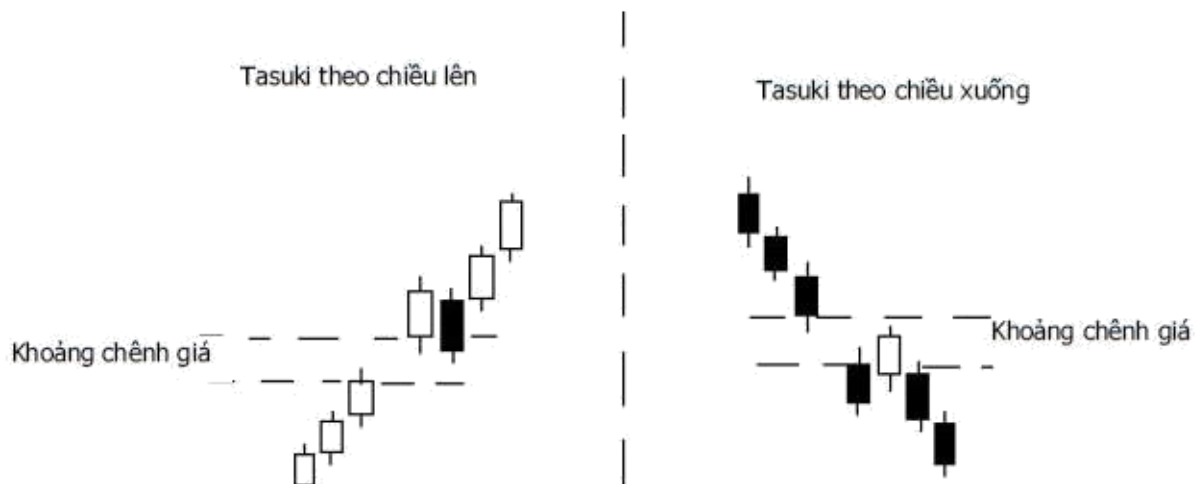 Tasuki theo chiều lên
Tasuki theo chiều xuống
Khoảng chênh giá
Khoảng chênh giá